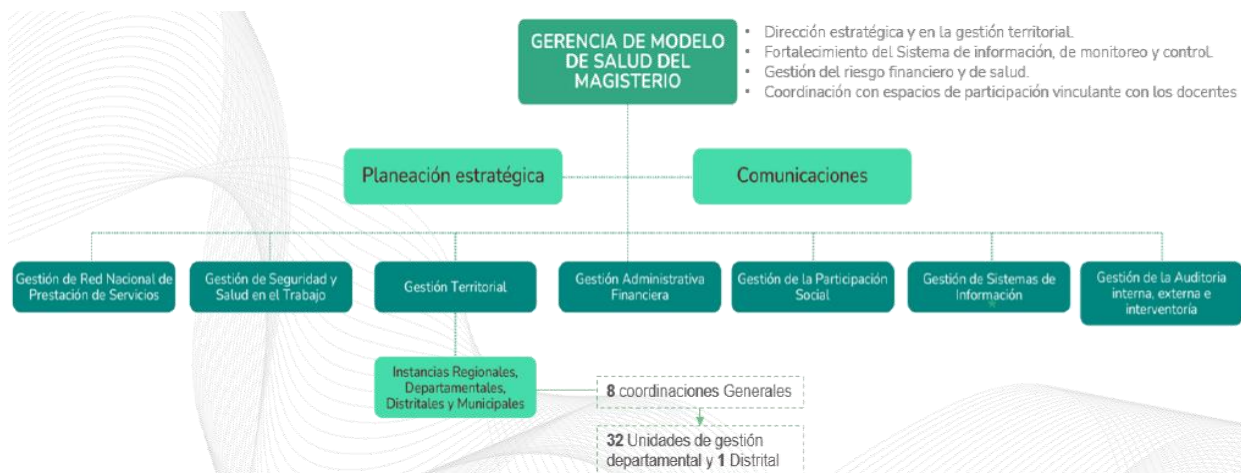 GERENCIA DE MODELO
DE SALUD DEL
MAGISTERIO
• Dirección estratégica y en la gestión territorial.
• Fortalecimiento del Sistema de información, de monitoreo y control.
• Gestión del riesgo financiero y de salud.
• Coordinación con espacios de participación vinculante con los docentes
Planeación estratégica
Comunicaciones
Gestión de Red Nacional de
Prestación de Servicios
Gestión de Seguridad y
Salud en el Trabajo
Gestión Territorial
Gestión Administrativa
Financiera
Gestión de la Participación
Social
Gestión de Sistemas de
Información
Gestión de la Auditoria
interna, externa e
interventoría
Instancias Regionales,
Departamentales,
Distritales y Municipales
8 coordinaciones Generales
32 Unidades de gestión
departamental y 1 Distrital